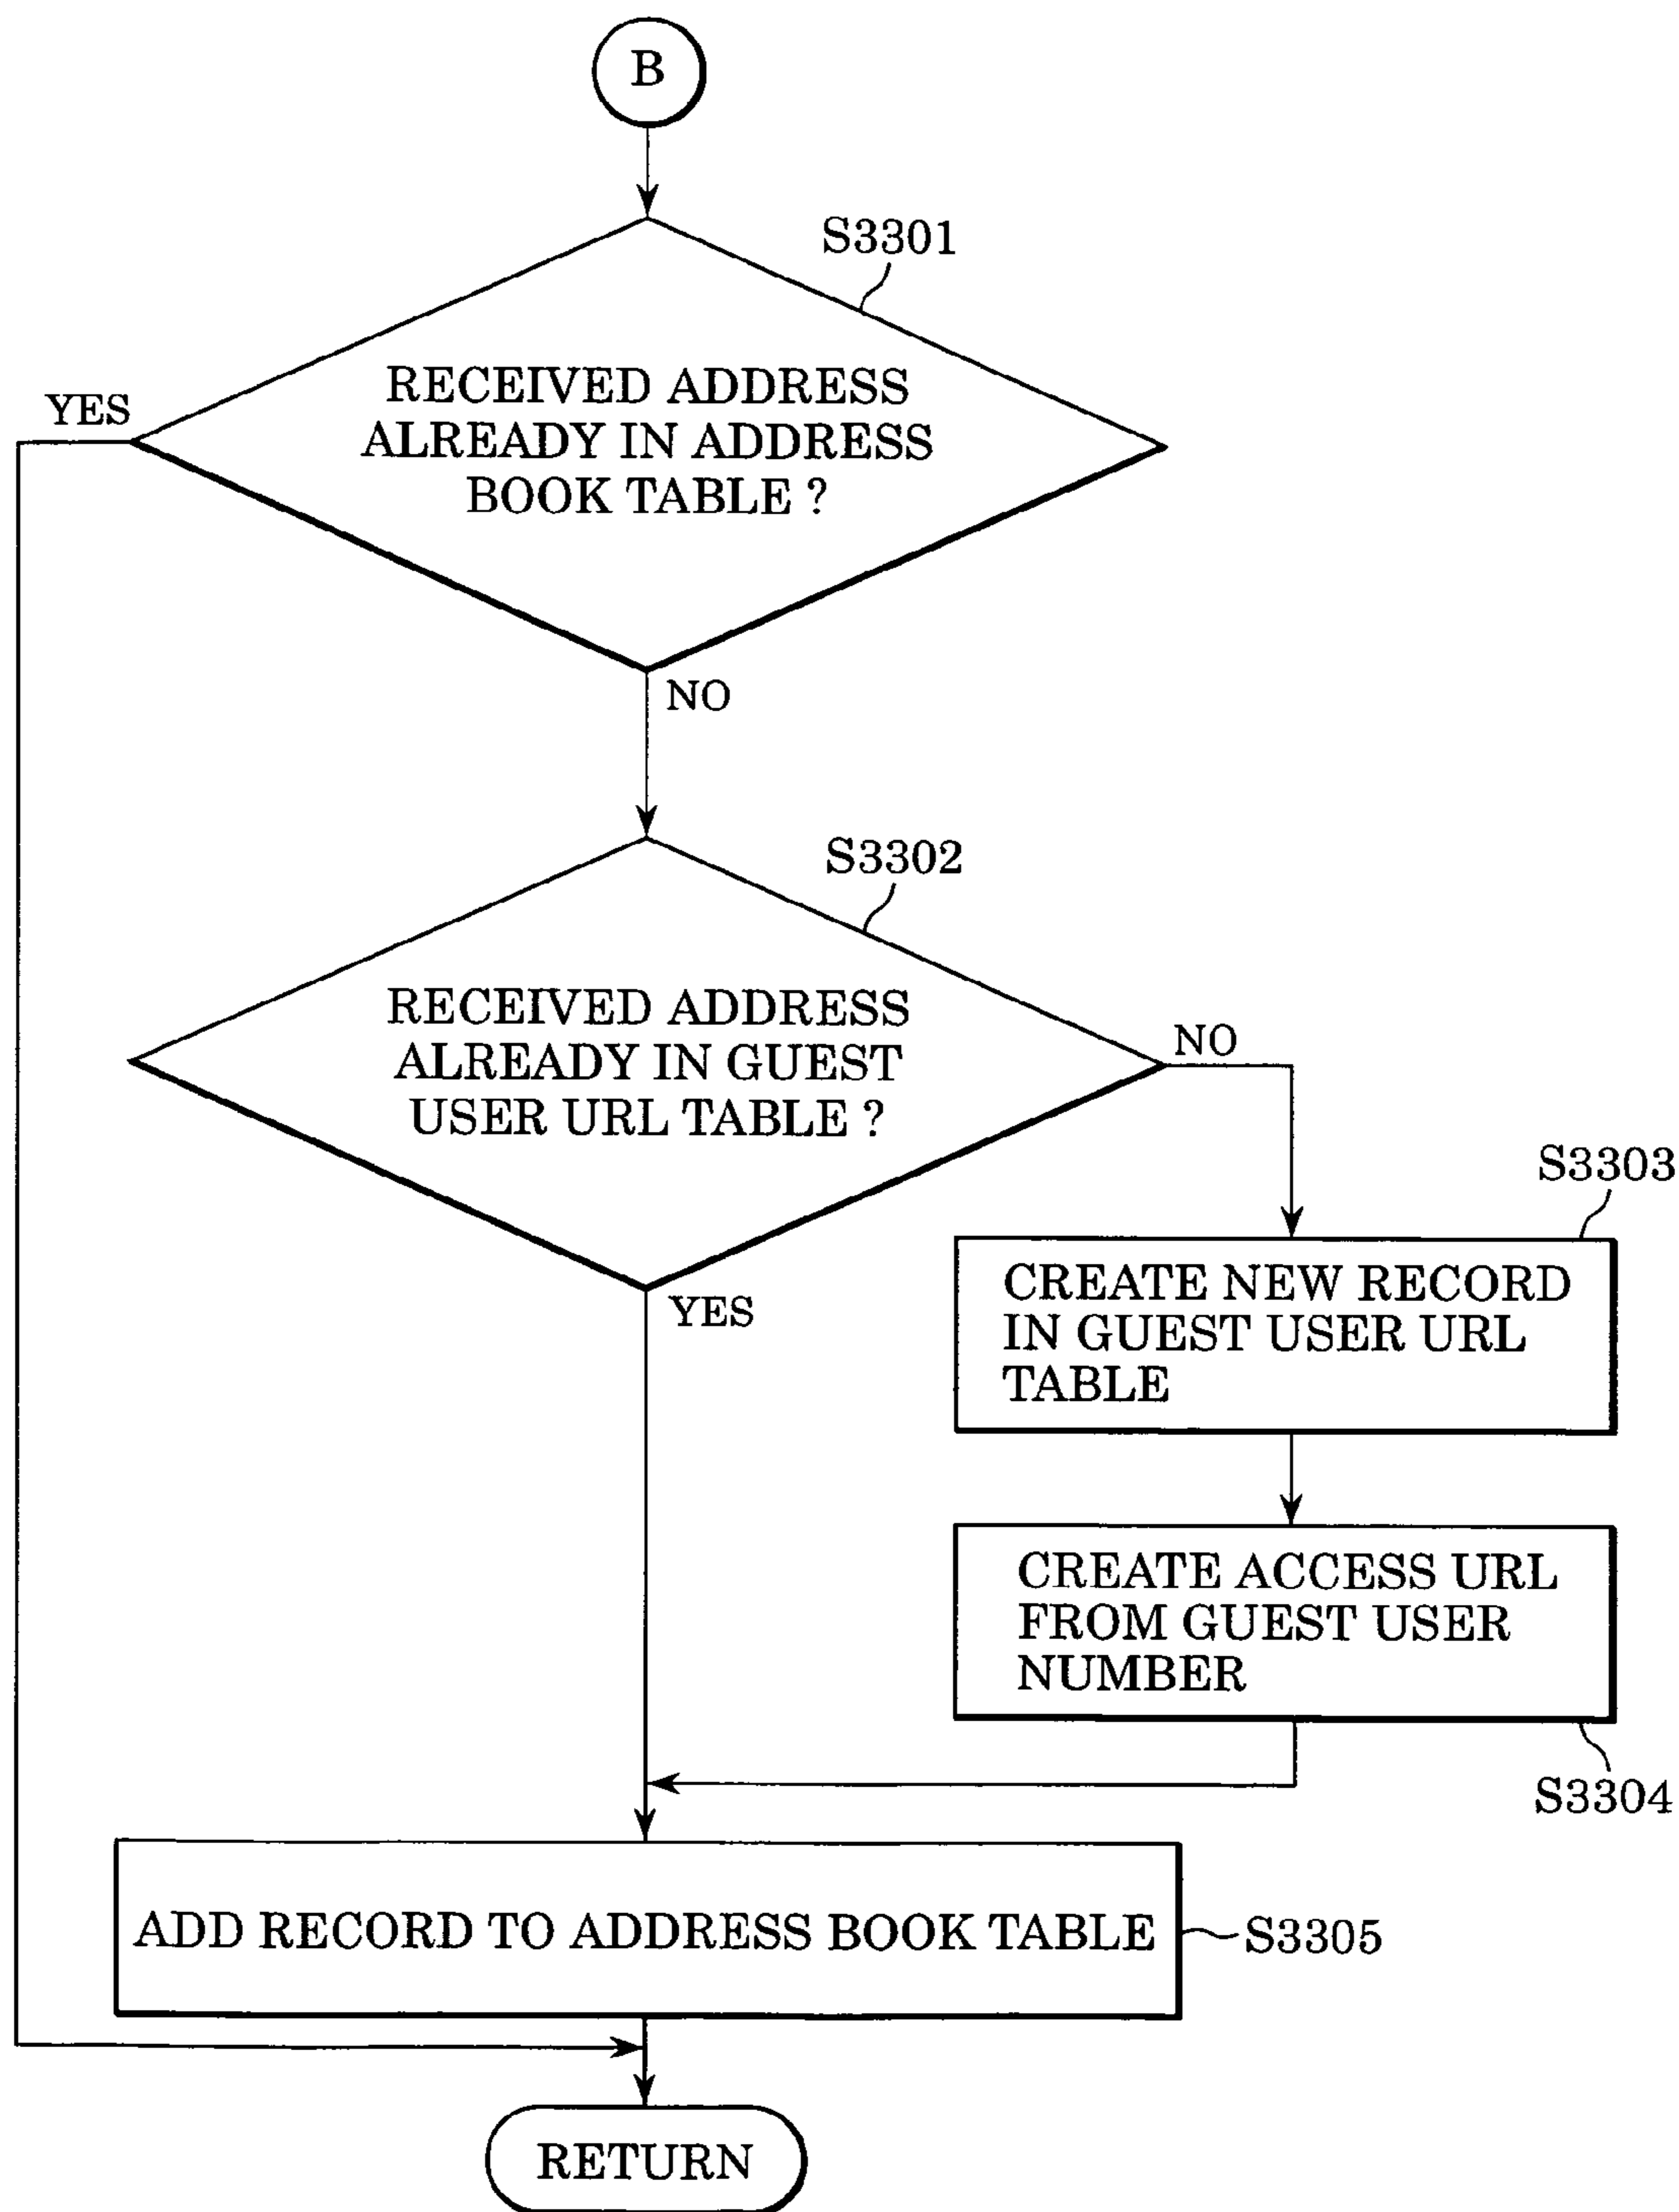 B
S3301
RECEIVED ADDRESS
ALREADY IN ADDRESS
BOOK TABLE ?
YES
NO
S3302
RECEIVED ADDRESS
ALREADY IN GUEST
USER URL TABLE ?
NO
YES
S3303
CREATE NEW RECORD
IN GUEST USER URL
TABLE
CREATE ACCESS URL
FROM GUEST USER
NUMBER
S3304
ADD RECORD TO ADDRESS BOOK TABLE
S3305
RETURN